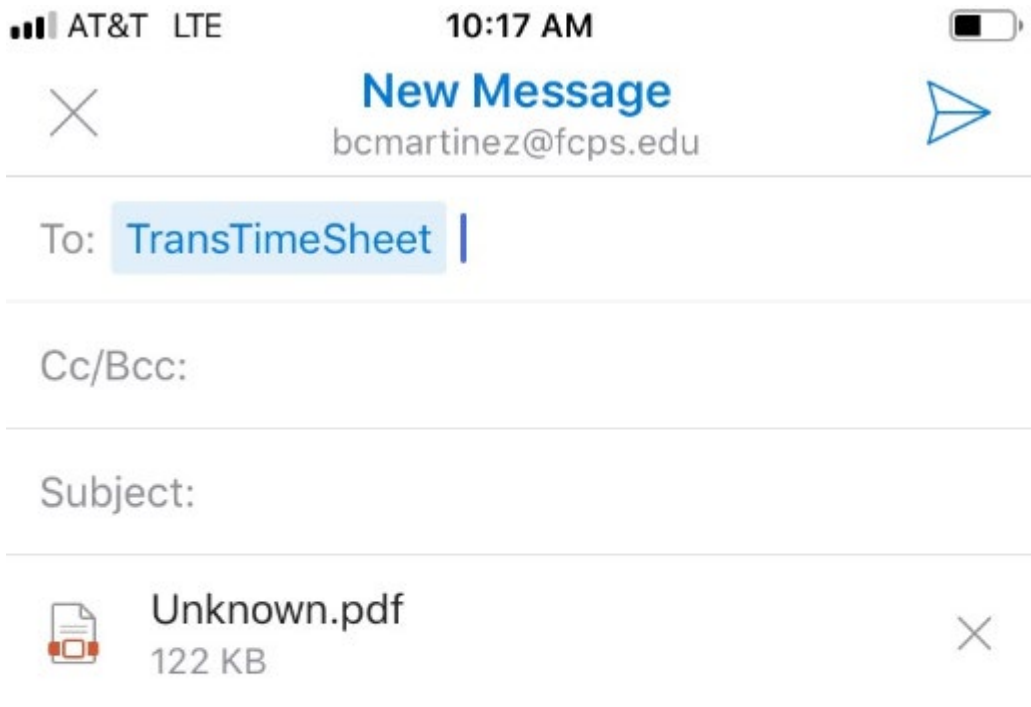 AT&T LTE 10:17 AM
New Message
bcmartinez@fcps.edu
To: TransTimeSheet
Cc/Bcc:
Subject:
Unknown.pdf
122 KB